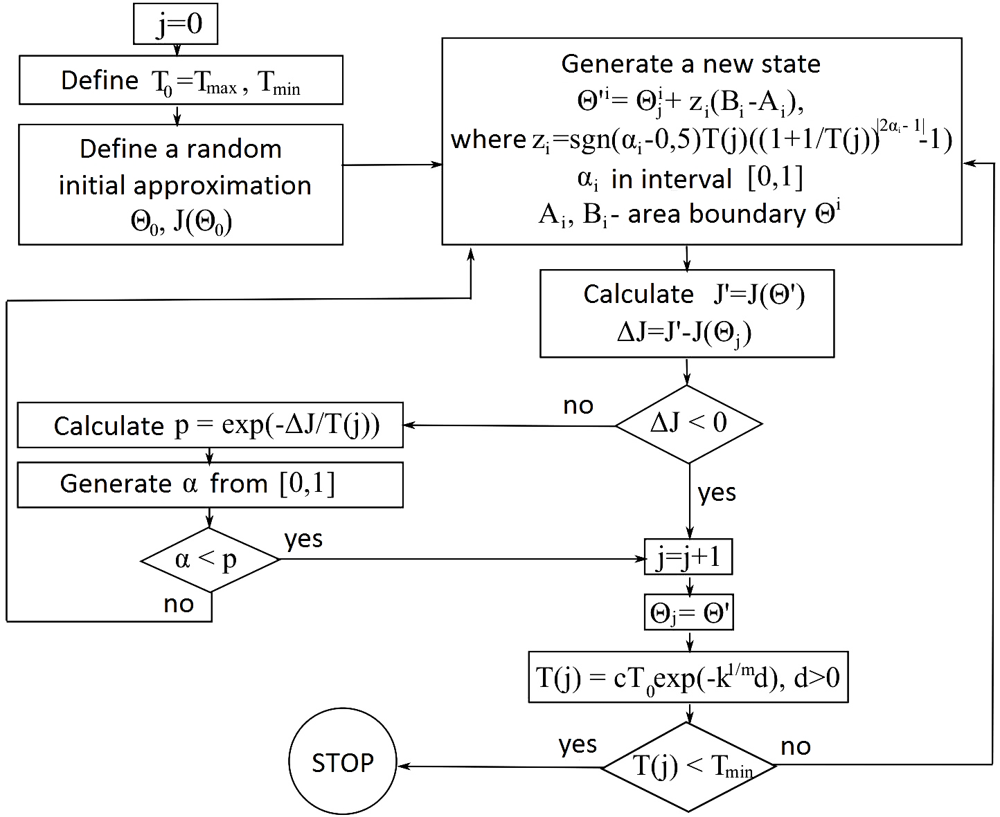 j=0
Define T₀=Tmax, Tmin
Define a random
initial approximation
Θ₀, J(Θ₀)
Generate a new state
Θ'ⁱ= Θⱼⁱ+ zᵢ(Bᵢ-Aᵢ),
where zᵢ=sgn(αᵢ-0,5)T(j)((1+1/T(j))^|2αᵢ- 1|-1)
αᵢ in interval [0,1]
Aᵢ, Bᵢ- area boundary Θⁱ
Calculate J'=J(Θ')
ΔJ=J'-J(Θⱼ)
ΔJ < 0
no
yes
Calculate p = exp(-ΔJ/T(j))
Generate α from [0,1]
α < p
yes
no
j=j+1
Θⱼ= Θ'
T(j) = cT₀exp(-k^1/m d), d>0
T(j) < Tmin
yes
no
STOP